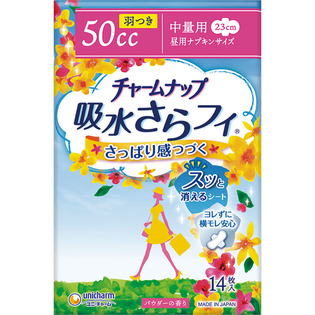 羽つき
50cc
中量用 23cm
昼用ナプキンサイズ
チャームナップ
吸水さらフィ®
さっぱり感つづく
スッと
消えるシート
ヨレずに
横モレ安心
14枚入
unicharm
ユニ・チャーム
パウダーの香り
MADE IN JAPAN